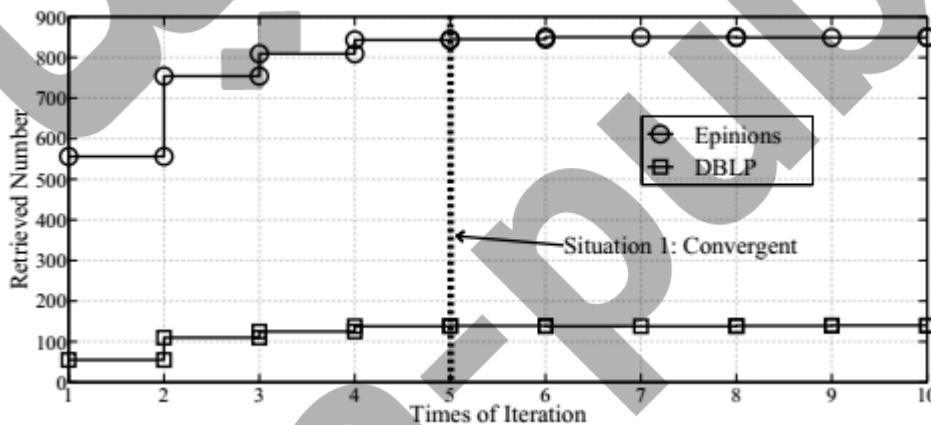 900
800
700
600
500
400
300
200
100
0
Retrieved Number
Epinions
DBLP
Situation 1: Convergent
1 2 3 4 5 6 7 8 9 10
Times of Iteration